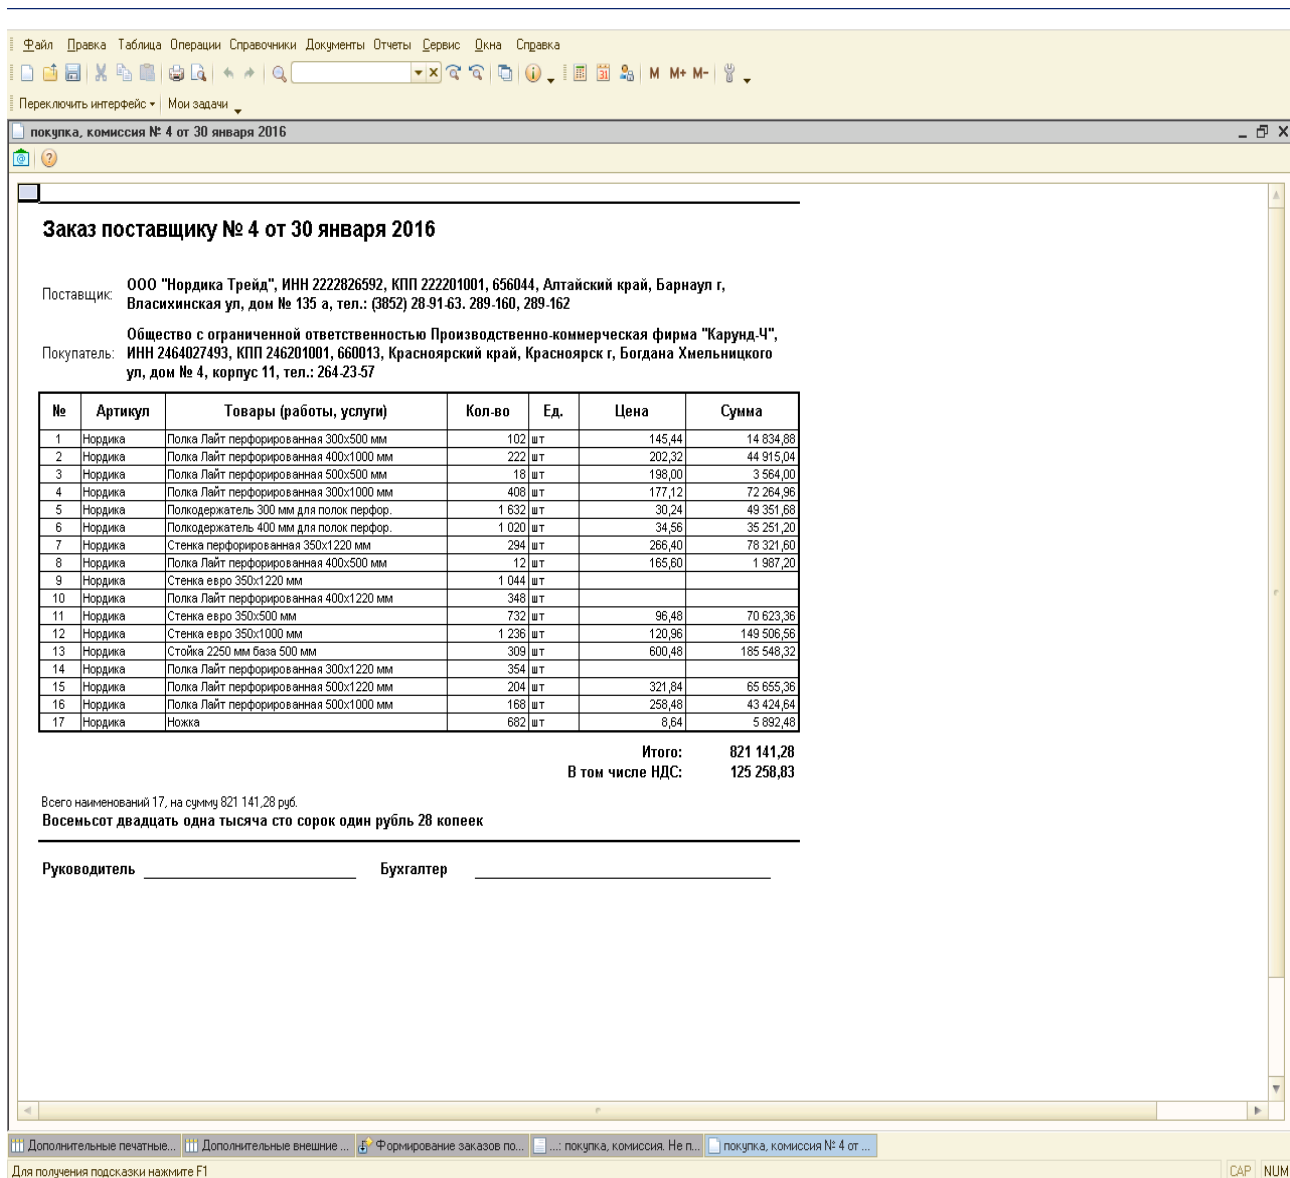 Файл Правка Таблица Операции Справочники Документы Отчеты Сервис Окна Справка
М М+ М-
Переключить интерфейс Мои задачи
покупка, комиссия № 4 от 30 января 2016
Заказ поставщику № 4 от 30 января 2016
Поставщик: ООО "Нордика Трейд", ИНН 2222826592, КПП 222201001, 656044, Алтайский край, Барнаул г,
Власихинская ул, дом № 135 а, тел.: (3852) 28-91-63. 289-160, 289-162
Общество с ограниченной ответственностью Производственно-коммерческая фирма "Карунд-Ч",
Покупатель: ИНН 2464027493, КПП 246201001, 660013, Красноярский край, Красноярск г, Богдана Хмельницкого
ул, дом № 4, корпус 11, тел.: 264-23-57
№ Артикул Товары (работы, услуги) Кол-во Ед. Цена Сумма
1 Нордика Полка Лайт перфорированная 300х500 мм 102 шт 145,44 14 834,88
2 Нордика Полка Лайт перфорированная 400х1000 мм 222 шт 202,32 44 915,04
3 Нордика Полка Лайт перфорированная 500х500 мм 18 шт 198,00 3 564,00
4 Нордика Полка Лайт перфорированная 300х1000 мм 408 шт 177,12 72 264,96
5 Нордика Полкодержатель 300 мм для полок перфор. 1 632 шт 30,24 49 351,68
6 Нордика Полкодержатель 400 мм для полок перфор. 1 020 шт 34,56 35 251,20
7 Нордика Стенка перфорированная 350х1220 мм 294 шт 266,40 78 321,60
8 Нордика Полка Лайт перфорированная 400х500 мм 12 шт 165,60 1 987,20
9 Нордика Стенка евро 350х1220 мм 1 044 шт
10 Нордика Полка Лайт перфорированная 400х1220 мм 348 шт
11 Нордика Стенка евро 350х500 мм 732 шт 96,48 70 623,36
12 Нордика Стенка евро 350х1000 мм 1 236 шт 120,96 149 506,56
13 Нордика Стойка 2250 мм база 500 мм 309 шт 600,48 185 548,32
14 Нордика Полка Лайт перфорированная 300х1220 мм 354 шт
15 Нордика Полка Лайт перфорированная 500х1220 мм 204 шт 321,84 65 655,36
16 Нордика Полка Лайт перфорированная 500х1000 мм 168 шт 258,48 43 424,64
17 Нордика Ножка 682 шт 8,64 5 892,48
Итого: 821 141,28
В том числе НДС: 125 258,83
Всего наименований 17, на сумму 821 141,28 руб.
Восемьсот двадцать одна тысяча сто сорок один рубль 28 копеек
Руководитель Бухгалтер
Дополнительные печатные... Дополнительные внешние ... Формирование заказов по... ...: покупка, комиссия. Не п... покупка, комиссия № 4 от ...
Для получения подсказки нажмите F1 CAP NUM